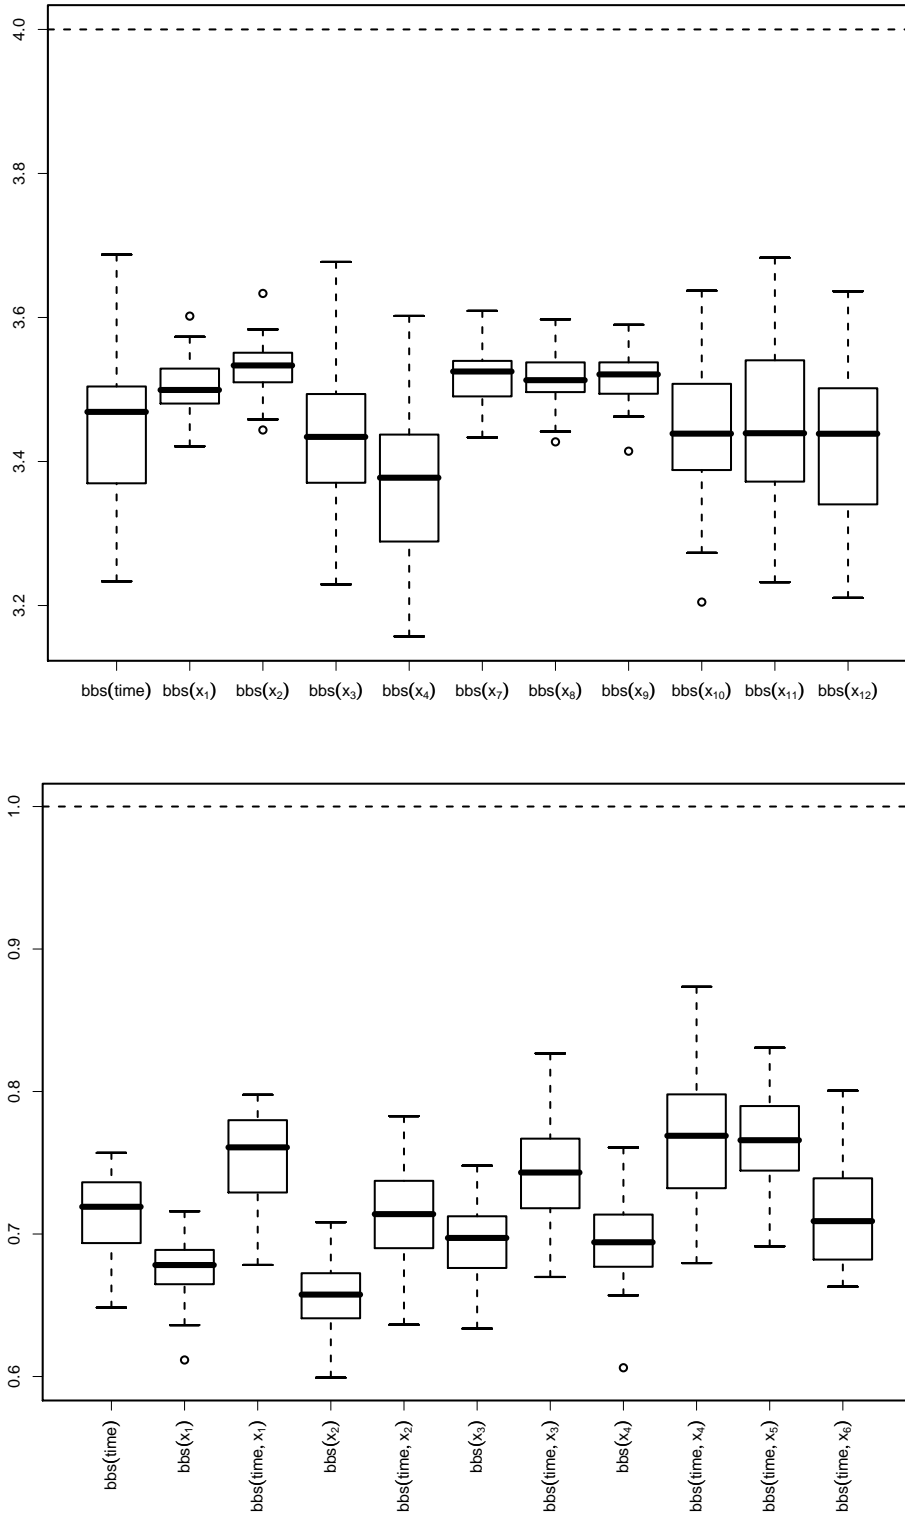 4.0
3.8
3.6
3.4
3.2
bbs(time) bbs(x₁) bbs(x₂) bbs(x₃) bbs(x₄) bbs(x₇) bbs(x₈) bbs(x₉) bbs(x₁₀) bbs(x₁₁) bbs(x₁₂)
1.0
0.9
0.8
0.7
0.6
bbs(time)
bbs(x₁)
bbs(time, x₁)
bbs(x₂)
bbs(time, x₂)
bbs(x₃)
bbs(time, x₃)
bbs(x₄)
bbs(time, x₄)
bbs(time, x₅)
bbs(time, x₆)